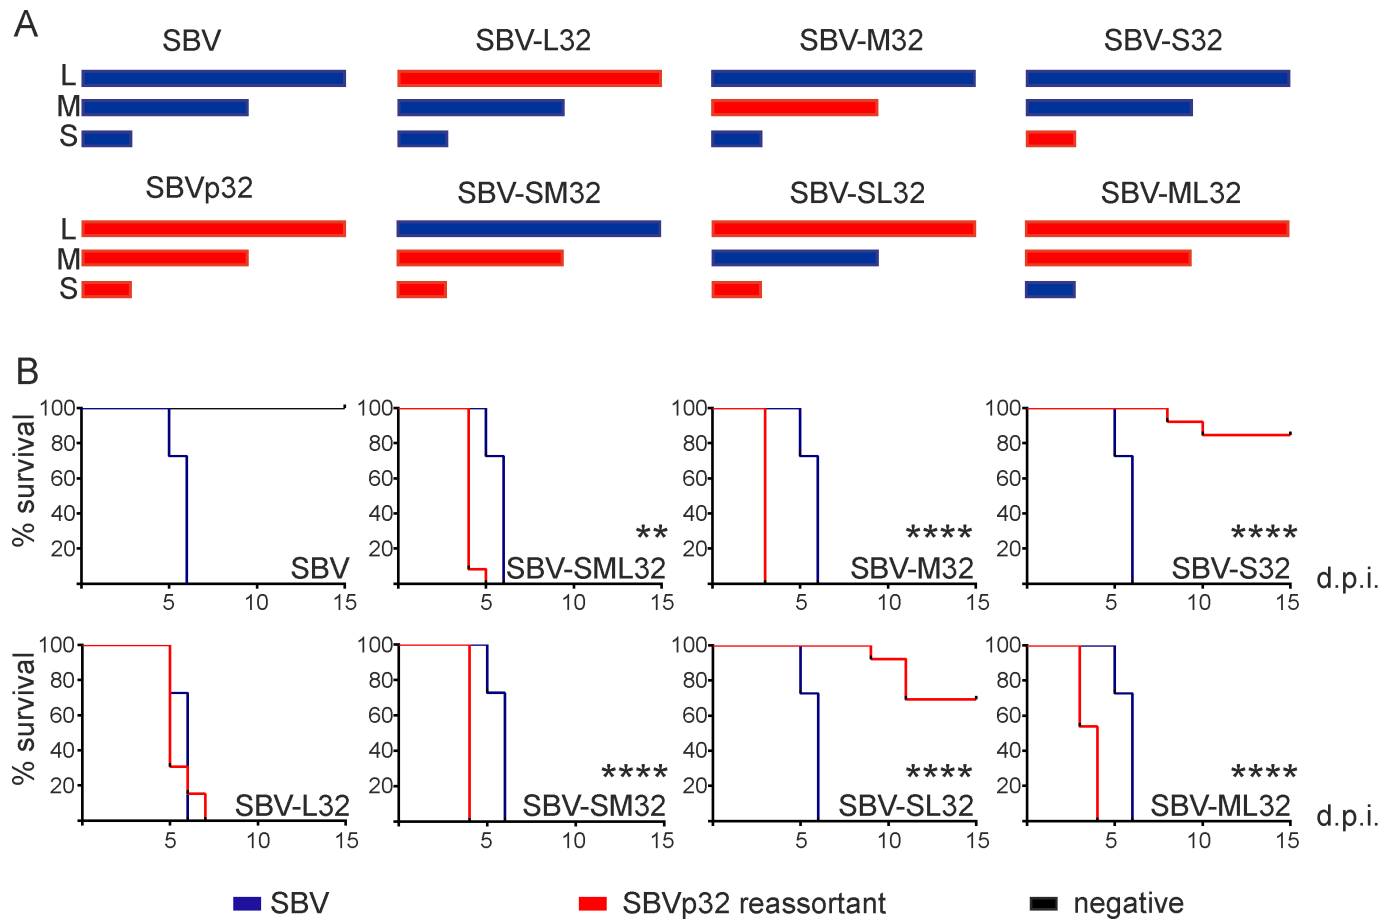 A
SBV SBV-L32 SBV-M32 SBV-S32
L
M
S
SBVp32 SBV-SM32 SBV-SL32 SBV-ML32
L
M
S
B
% survival
100 80 60 40 20
5 10 15
SBV
100 80 60 40 20
5 10 15
**
SBV-SML32
100 80 60 40 20
5 10 15
****
SBV-M32
100 80 60 40 20
5 10 15
****
SBV-S32
d.p.i.
% survival
100 80 60 40 20
5 10 15
SBV-L32
100 80 60 40 20
5 10 15
****
SBV-SM32
100 80 60 40 20
5 10 15
****
SBV-SL32
100 80 60 40 20
5 10 15
****
SBV-ML32
d.p.i.
SBV SBVp32 reassortant negative